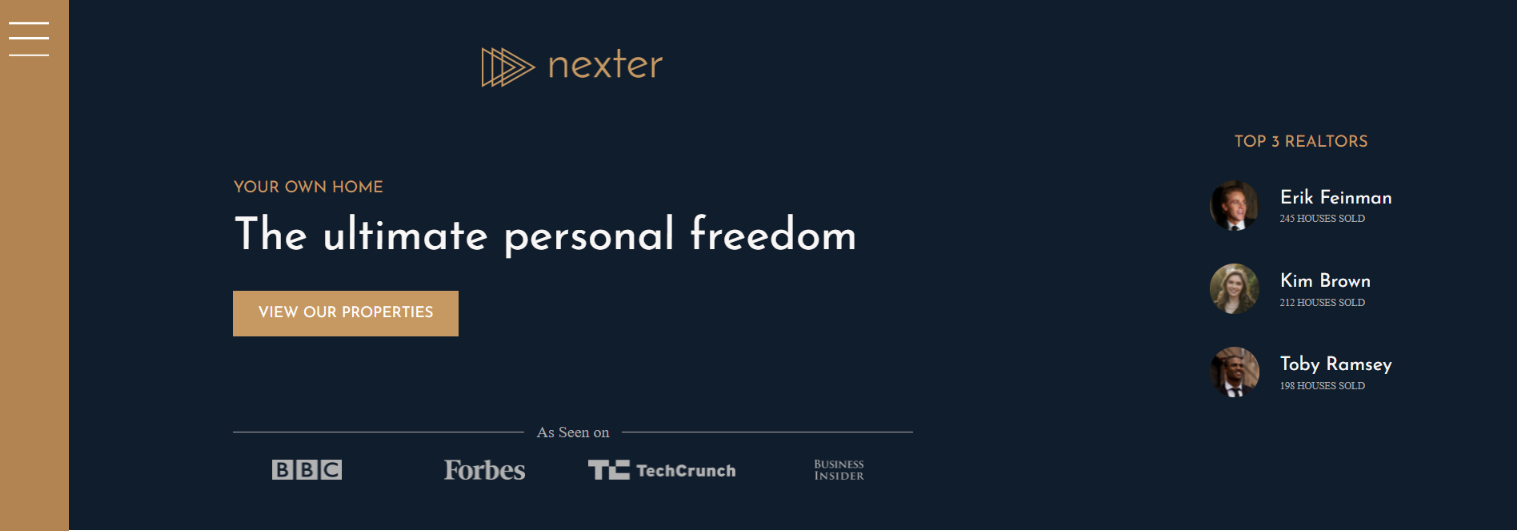 nexter
YOUR OWN HOME
The ultimate personal freedom
VIEW OUR PROPERTIES
As Seen on
BBC
Forbes
TC TechCrunch
BUSINESS
INSIDER
TOP 3 REALTORS
Erik Feinman
245 HOUSES SOLD
Kim Brown
212 HOUSES SOLD
Toby Ramsey
198 HOUSES SOLD